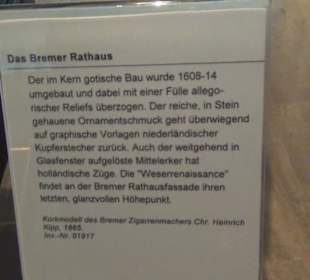 Das Bremer Rathaus
Der im Kern gotische Bau wurde 1608-14
umgebaut und dabei mit einer Fülle allego-
rischer Reliefs überzogen. Der reiche, in Stein
gehauene Ornamentschmuck geht überwiegend
auf graphische Vorlagen niederländischer
Kupferstecher zurück. Auch der weitgehend in
Glasfenster aufgelöste Mittelerker hat
holländische Züge. Die "Weserrenaissance"
findet an der Bremer Rathausfassade ihren
letzten, glanzvollen Höhepunkt.
Korkmodell des Bremer Zigarrenmachers Chr. Heinrich
Kipp, 1865.
Inv.-Nr. 01917